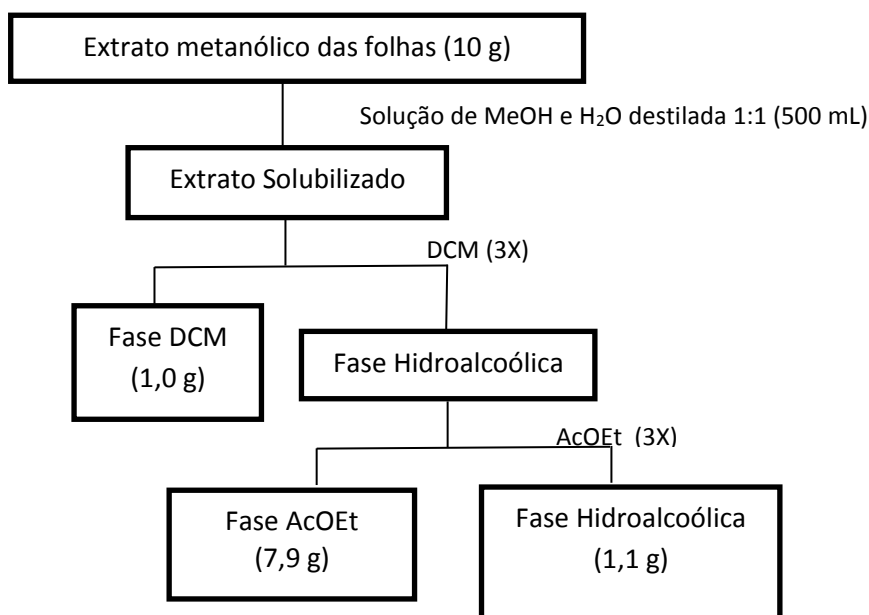 Extrato metanólico das folhas (10 g)
Solução de MeOH e H₂O destilada 1:1 (500 mL)
Extrato Solubilizado
DCM (3X)
Fase DCM
(1,0 g)
Fase Hidroalcoólica
AcOEt (3X)
Fase AcOEt
(7,9 g)
Fase Hidroalcoólica
(1,1 g)